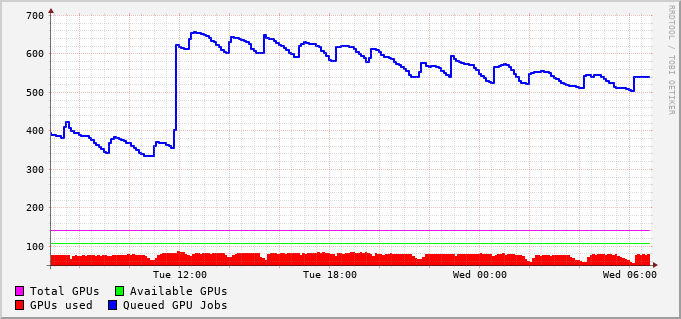 700
600
500
400
300
200
100
Tue 12:00 Tue 18:00 Wed 00:00 Wed 06:00
Total GPUs Available GPUs
GPUs used Queued GPU Jobs
RRDTOOL / TOBI OETIKER